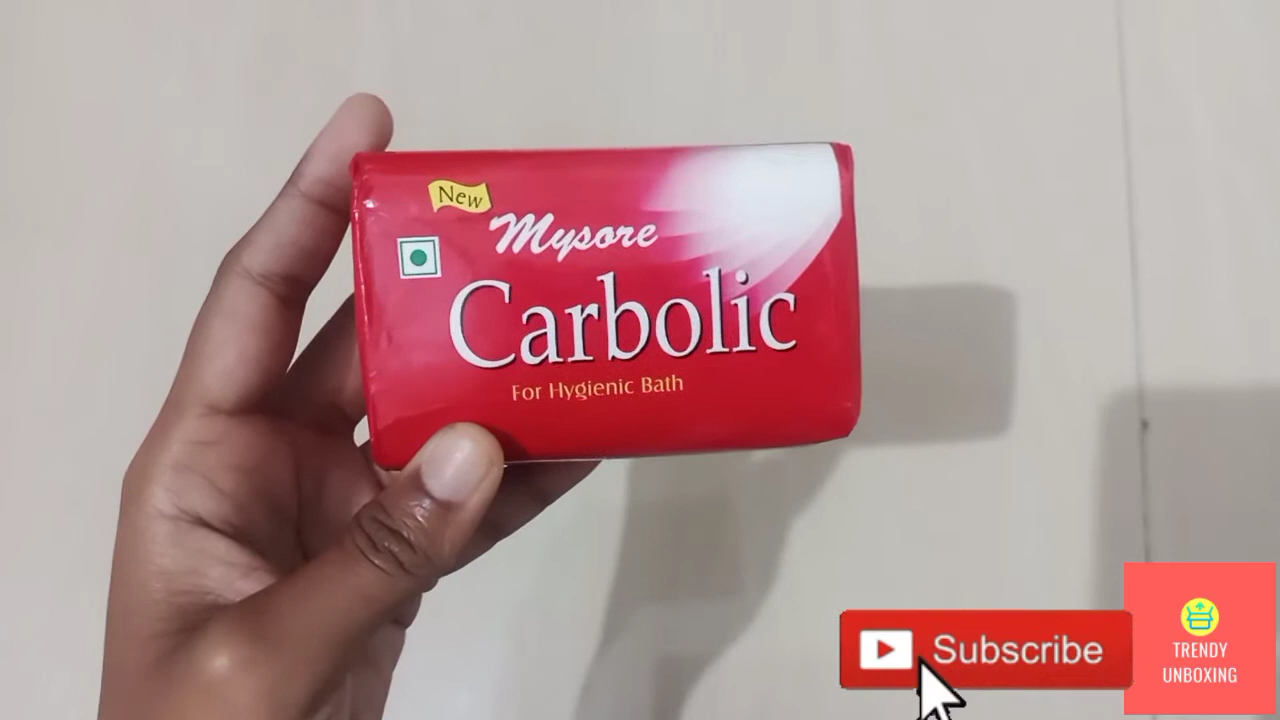 New
Mysore
Carbolic
For Hygienic Bath
Subscribe
TRENDY
UNBOXING